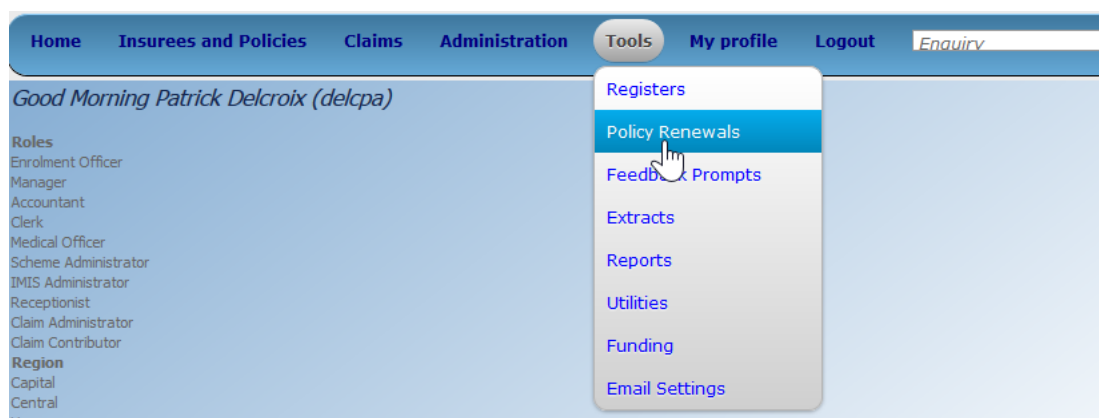 Home Insurees and Policies Claims Administration Tools My profile Logout Enquiry
Good Morning Patrick Delcroix (delcpa)
Roles
Enrolment Officer
Manager
Accountant
Clerk
Medical Officer
Scheme Administrator
IMIS Administrator
Receptionist
Claim Administrator
Claim Contributor
Region
Capital
Central
Registers
Policy Renewals
Feedback Prompts
Extracts
Reports
Utilities
Funding
Email Settings